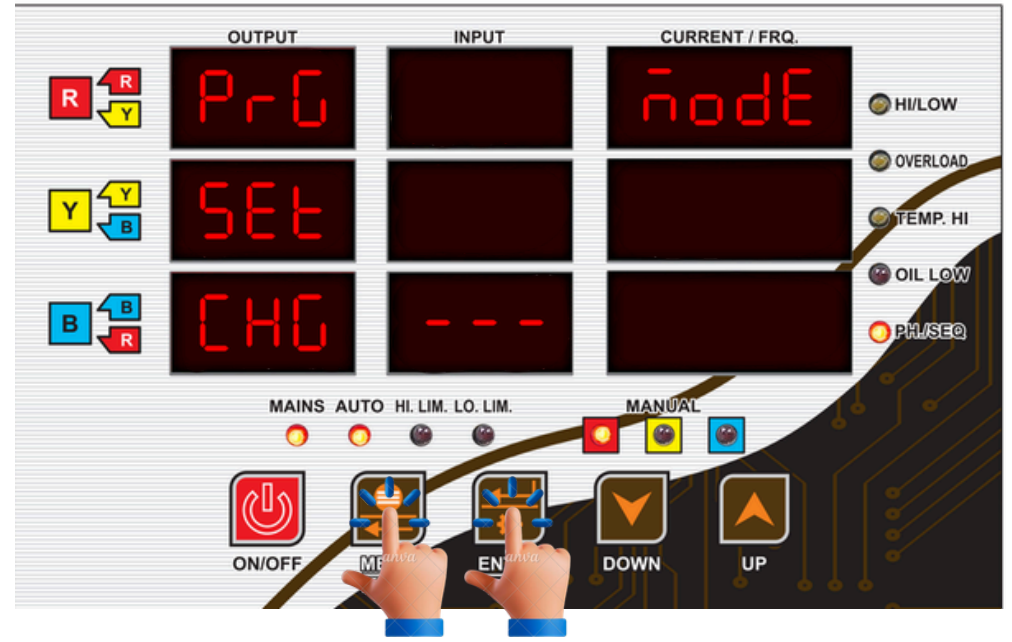 OUTPUT INPUT CURRENT / FRQ.
R R Y PrG modE HI/LOW
OVERLOAD
Y Y B SEt TEMP. HI
OIL LOW
B B R CHG --- PH./SEQ
MAINS AUTO HI. LIM. LO. LIM. MANUAL
ON/OFF DOWN UP